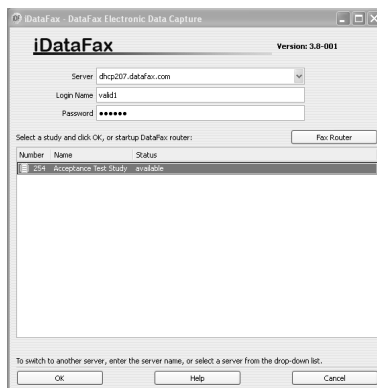 iDataFax - DataFax Electronic Data Capture
iDataFax
Version: 3.8-001
Server dhcp207.datafax.com
Login Name valid1
Password ••••••
Select a study and click OK, or startup DataFax router:
Fax Router
Number Name Status
254 Acceptance Test Study available
To switch to another server, enter the server name, or select a server from the drop-down list.
OK Help Cancel